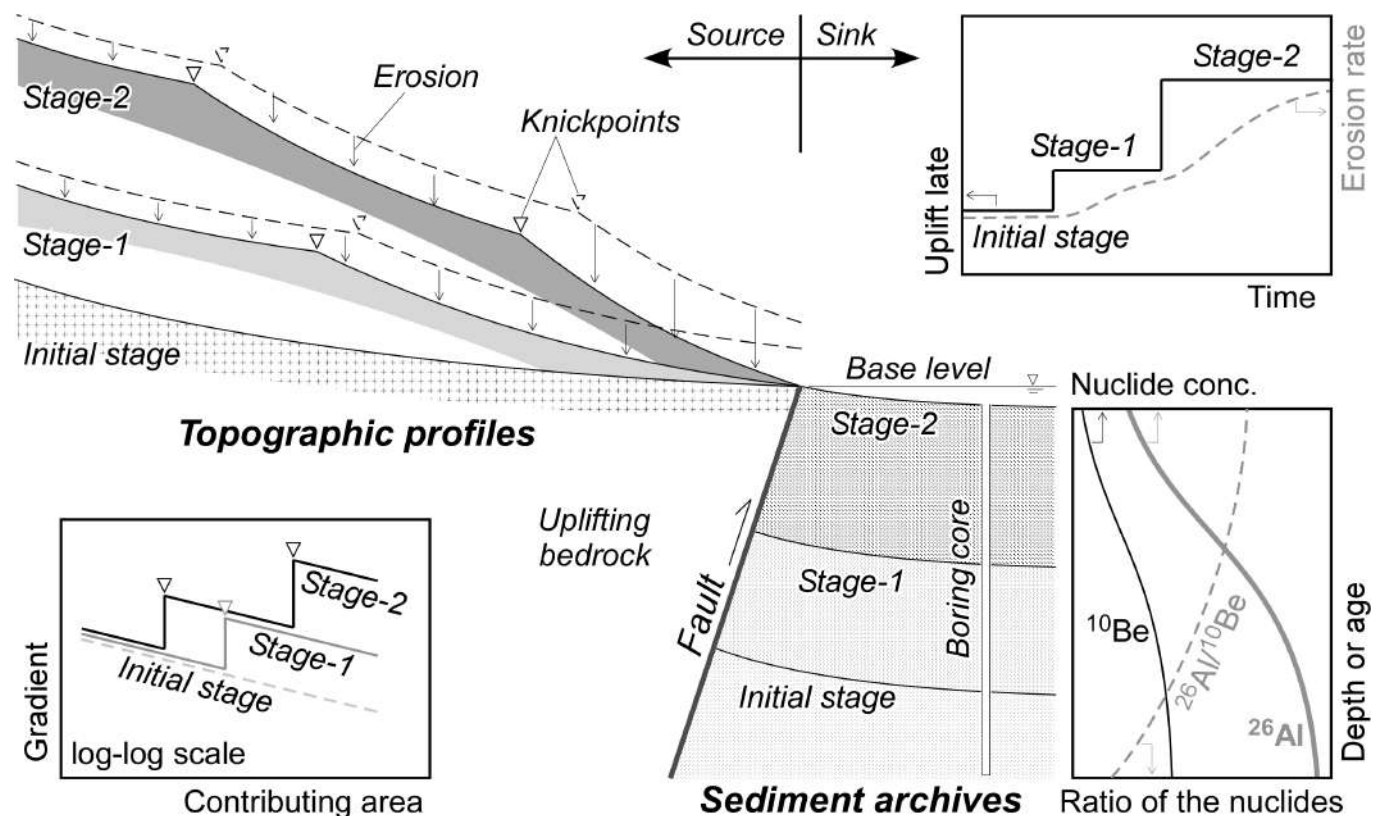 Source
Sink
Stage-2
Erosion
Knickpoints
Stage-1
Initial stage
Topographic profiles
Uplift late
Erosion rate
Stage-2
Stage-1
Initial stage
Time
Base level
Stage-2
Uplifting
bedrock
Fault
Stage-1
Boring core
Initial stage
Sediment archives
Nuclide conc.
¹⁰Be
²⁶Al/¹⁰Be
²⁶Al
Depth or age
Ratio of the nuclides
Gradient
Stage-2
Stage-1
Initial stage
log-log scale
Contributing area